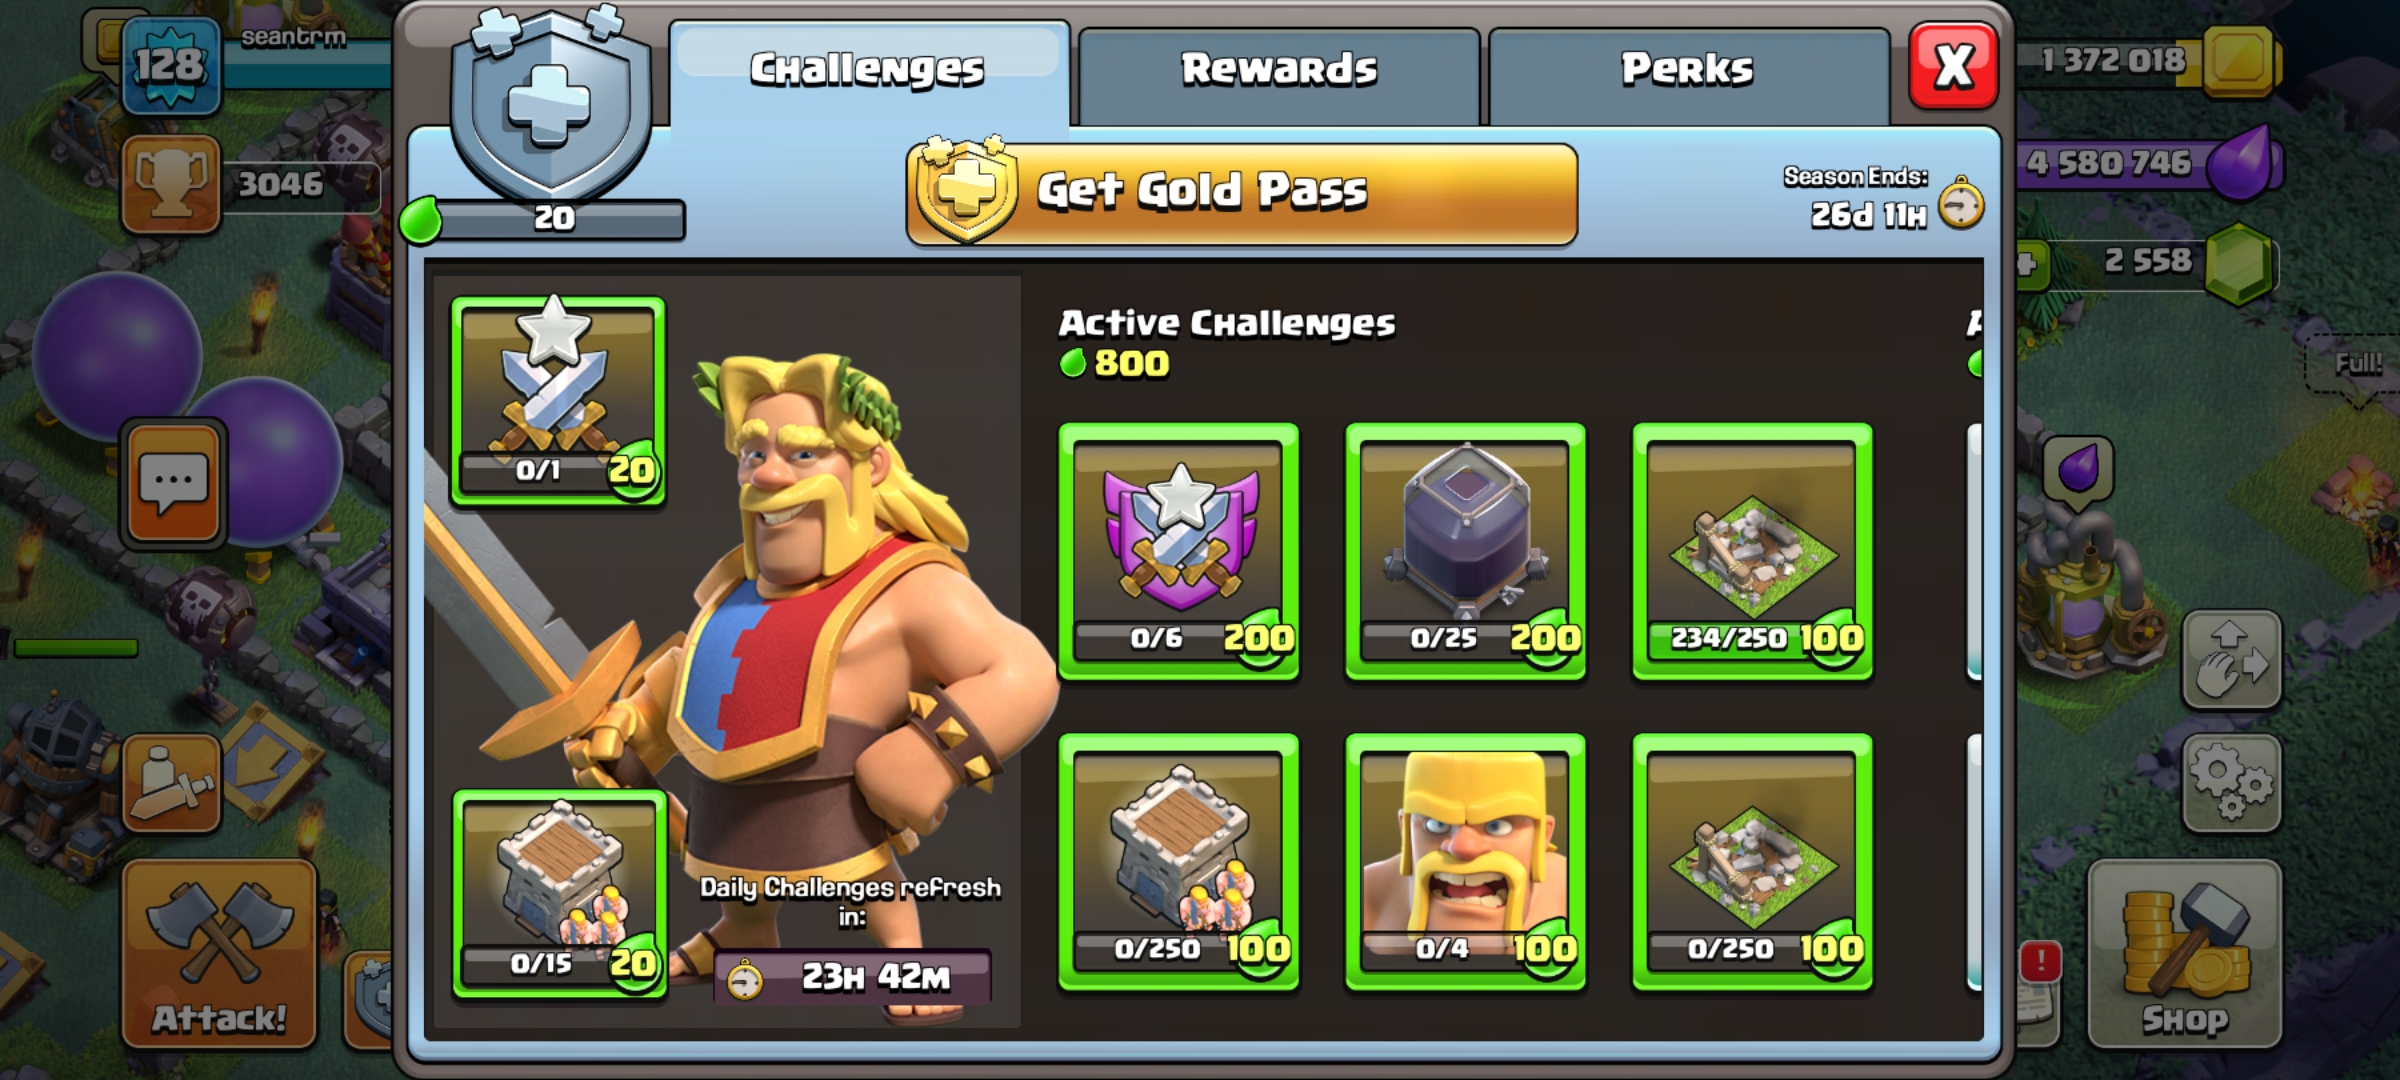 128
seantrm
3046
Challenges
Rewards
Perks
X
1 372 018
4 580 746
2 558
Full!
20
Get Gold Pass
Season Ends:
26d 11H
Active Challenges
800
0/1
20
0/6
200
0/25
200
234/250
100
0/15
20
0/250
100
0/4
100
0/250
100
Daily Challenges refresh
in:
23H 42M
Attack!
!
Shop